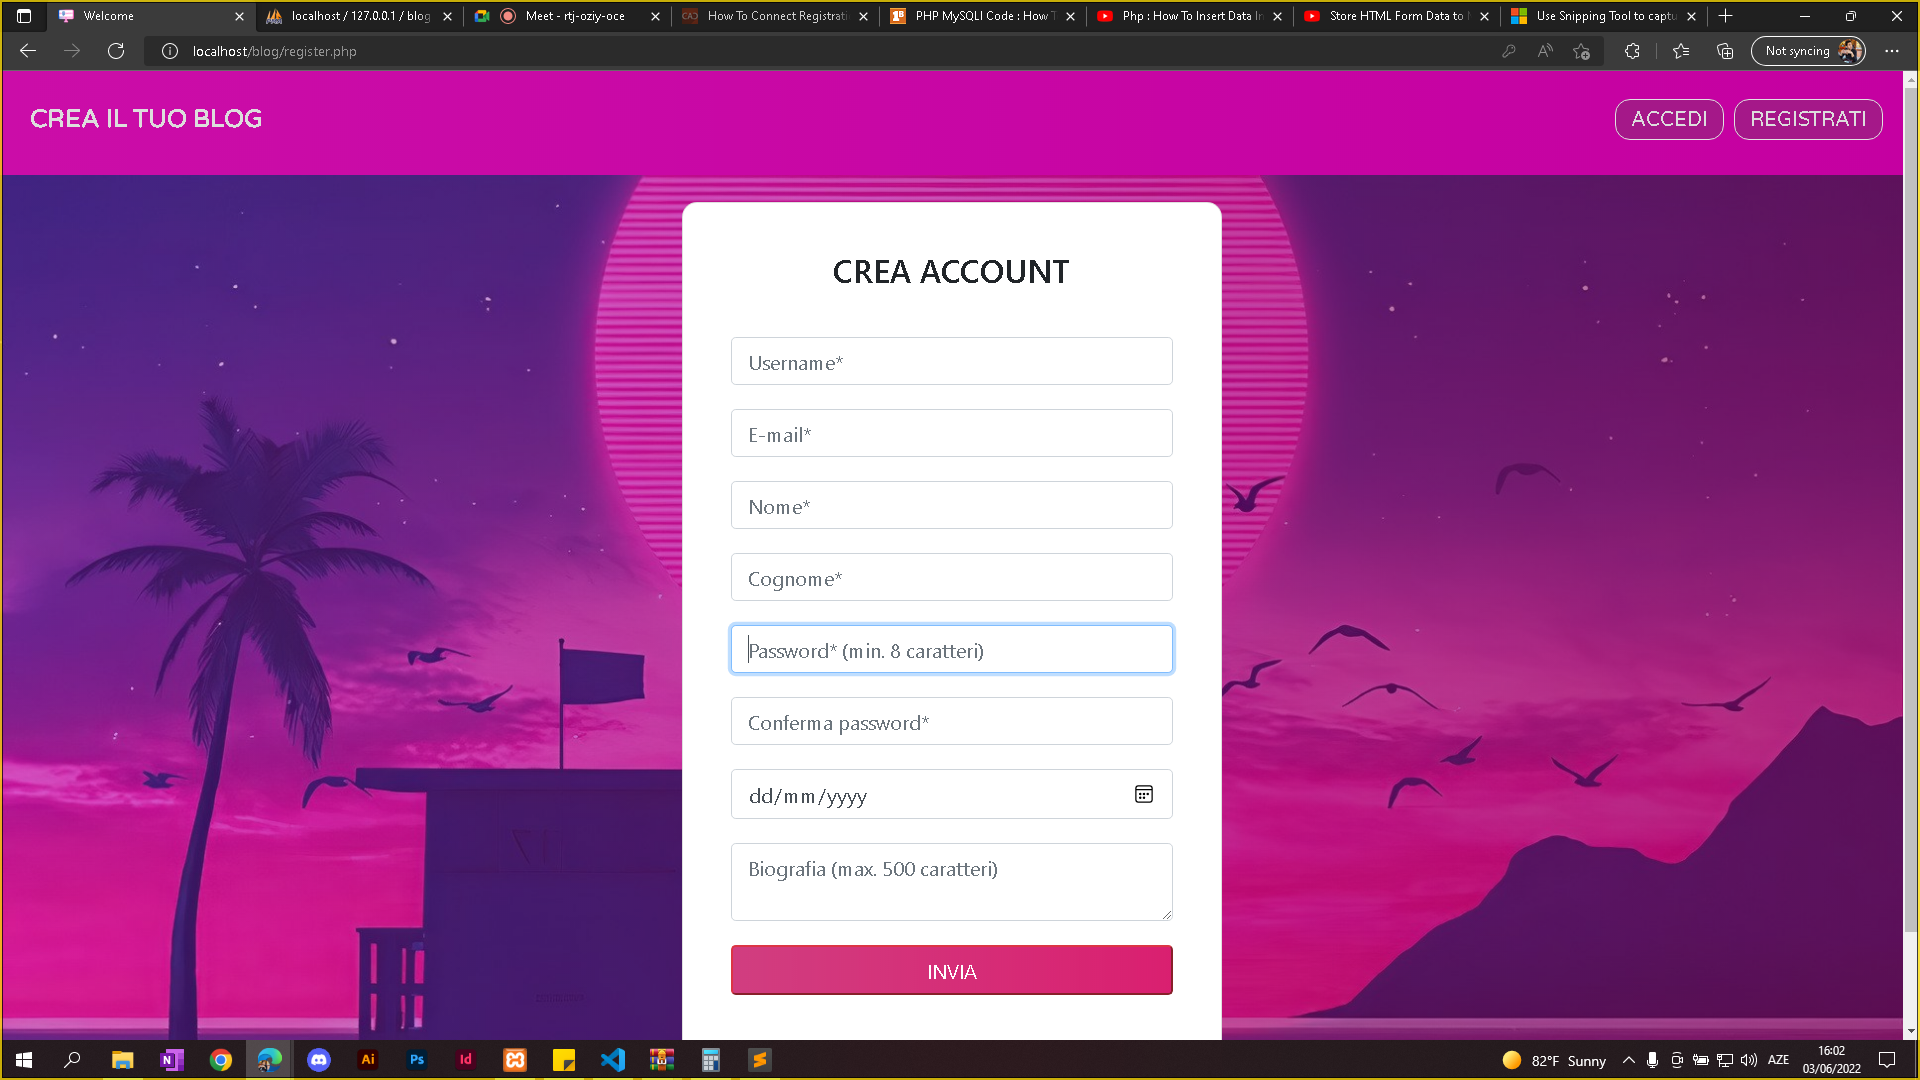 Welcome
localhost / 127.0.0.1 / blog
Meet - rtj-oziy-oce
How To Connect Registrati
PHP MySQLI Code : How T
Php : How To Insert Data In
Store HTML Form Data to
Use Snipping Tool to captu
localhost/blog/register.php
Not syncing
CREA IL TUO BLOG
ACCEDI
REGISTRATI
CREA ACCOUNT
Username*
E-mail*
Nome*
Cognome*
Password* (min. 8 caratteri)
Conferma password*
dd/mm/yyyy
Biografia (max. 500 caratteri)
INVIA
N
Ai
Ps
Id
82°F Sunny
AZE
16:02
03/06/2022